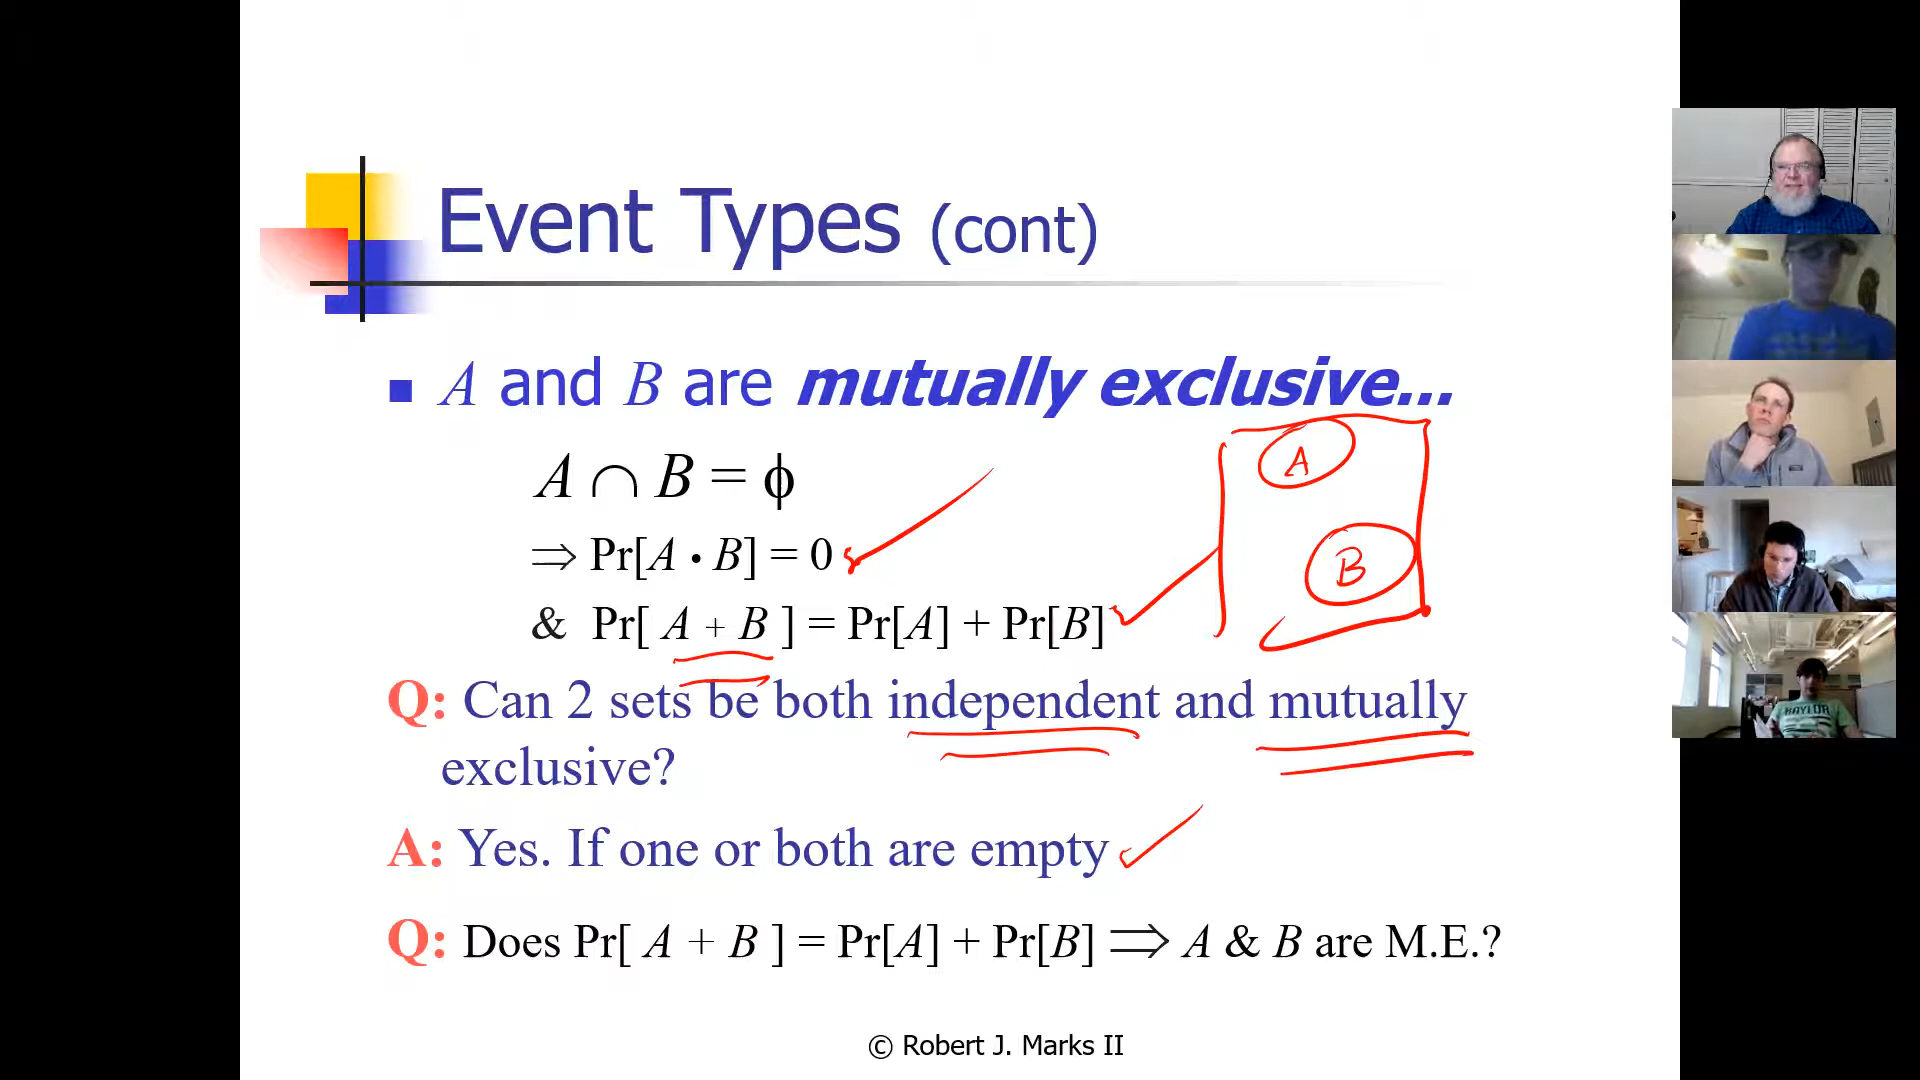 Event Types (cont)
A and B are mutually exclusive...
A ∩ B = ϕ
⇒ Pr[A • B] = 0
& Pr[ A + B ] = Pr[A] + Pr[B]
A
B
Q: Can 2 sets be both independent and mutually
exclusive?
A: Yes. If one or both are empty
Q: Does Pr[ A + B ] = Pr[A] + Pr[B] ⇒ A & B are M.E.?
© Robert J. Marks II
BAYLOR